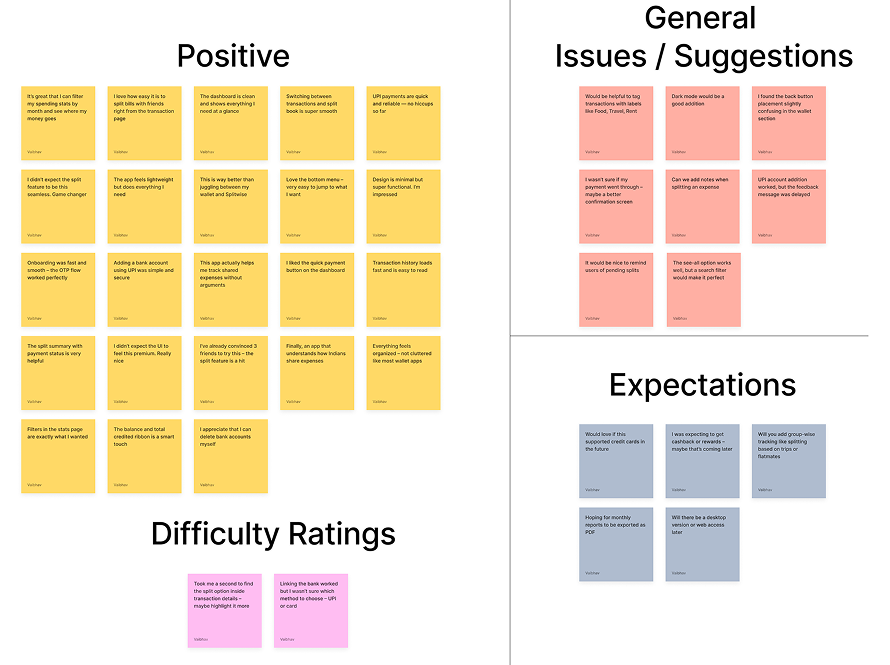 Positive
It's great that I can filter
my spending stats by
month and see where my
money goes
Vaibhav
I love how easy it is to
split bills with friends
right from the transaction
page
Vaibhav
The dashboard is clean
and shows everything I
need at a glance
Vaibhav
Switching between
transactions and split
book is super smooth
Vaibhav
UPI payments are quick
and reliable — no hiccups
so far
Vaibhav
I didn't expect the split
feature to be this
seamless. Game changer
Vaibhav
The app feels lightweight
but does everything I
need
Vaibhav
This is way better than
juggling between my
wallet and Splitwise
Vaibhav
Love the bottom menu –
very easy to jump to what
I want
Vaibhav
Design is minimal but
super functional. I'm
impressed
Vaibhav
Onboarding was fast and
smooth – the OTP flow
worked perfectly
Vaibhav
Adding a bank account
using UPI was simple and
secure
Vaibhav
This app actually helps
me track shared
expenses without
arguments
Vaibhav
I liked the quick payment
button on the dashboard
Vaibhav
Transaction history loads
fast and is easy to read
Vaibhav
The split summary with
payment status is very
helpful
Vaibhav
I didn't expect the UI to
feel this premium. Really
nice
Vaibhav
I've already convinced 3
friends to try this – the
split feature is a hit
Vaibhav
Finally, an app that
understands how Indians
share expenses
Vaibhav
Everything feels
organized – not cluttered
like most wallet apps
Vaibhav
Filters in the stats page
are exactly what I wanted
Vaibhav
The balance and total
credited ribbon is a smart
touch
Vaibhav
I appreciate that I can
delete bank accounts
myself
Vaibhav
Difficulty Ratings
Took me a second to find
the split option inside
transaction details –
maybe highlight it more
Vaibhav
Linking the bank worked
but I wasn't sure which
method to choose – UPI
or card
Vaibhav
General
Issues / Suggestions
Would be helpful to tag
transactions with labels
like Food, Travel, Rent
Vaibhav
Dark mode would be a
good addition
Vaibhav
I found the back button
placement slightly
confusing in the wallet
section
Vaibhav
I wasn't sure if my
payment went through –
maybe a better
confirmation screen
Vaibhav
Can we add notes when
splitting an expense
Vaibhav
UPI account addition
worked, but the feedback
message was delayed
Vaibhav
It would be nice to remind
users of pending splits
Vaibhav
The see-all option works
well, but a search filter
would make it perfect
Vaibhav
Expectations
Would love if this
supported credit cards in
the future
Vaibhav
I was expecting to get
cashback or rewards –
maybe that's coming later
Vaibhav
Will you add group-wise
tracking like splitting
based on trips or
flatmates
Vaibhav
Hoping for monthly
reports to be exported as
PDF
Vaibhav
Will there be a desktop
version or web access
later
Vaibhav